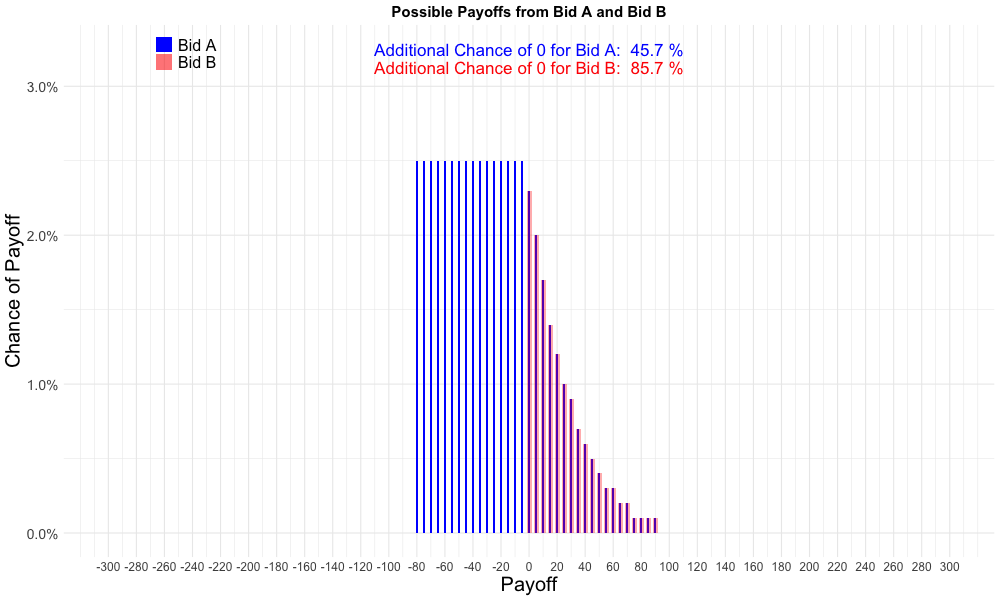 Possible Payoffs from Bid A and Bid B
Bid A
Bid B
Additional Chance of 0 for Bid A:  45.7 %
Additional Chance of 0 for Bid B:  85.7 %
Chance of Payoff
3.0%
2.0%
1.0%
0.0%
-300 -280 -260 -240 -220 -200 -180 -160 -140 -120 -100 -80 -60 -40 -20 0 20 40 60 80 100 120 140 160 180 200 220 240 260 280 300
Payoff